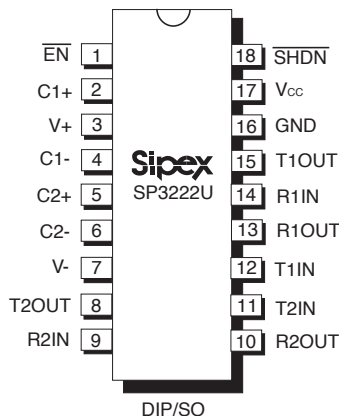 EN 1 18 SHDN
C1+ 2 17 Vcc
V+ 3 16 GND
C1- 4 Sipex 15 T1OUT
C2+ 5 SP3222U 14 R1IN
C2- 6 13 R1OUT
V- 7 12 T1IN
T2OUT 8 11 T2IN
R2IN 9 10 R2OUT
DIP/SO